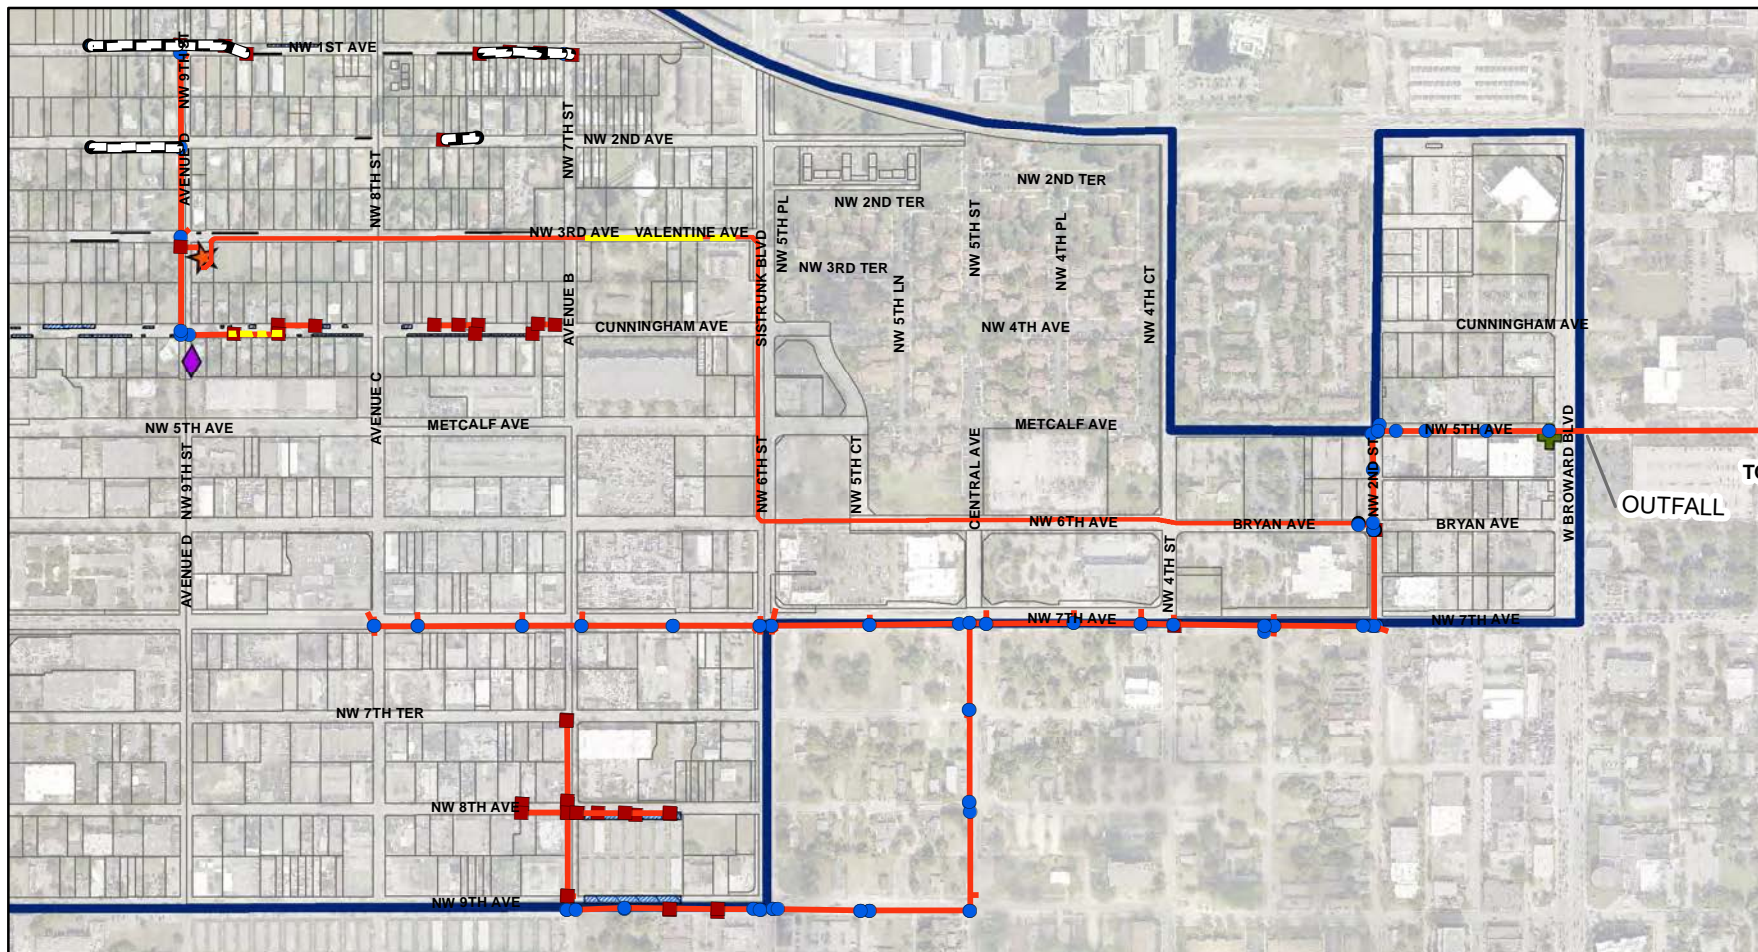 NW 1ST AVE
NW 9TH ST
NW 7TH ST
NW 2ND AVE
AVENUE D
NW 8TH ST
NW 2ND TER
NW 2ND TER
NW 5TH PL
NW 5TH ST
NW 4TH PL
NW 3RD AVE
VALENTINE AVE
SISTRUNK BLVD
NW 3RD TER
NW 5TH LN
NW 4TH CT
AVENUE B
CUNNINGHAM AVE
NW 4TH AVE
CUNNINGHAM AVE
AVENUE C
NW 5TH AVE
METCALF AVE
METCALF AVE
NW 5TH AVE
W BROWARD BLVD
NW 9TH ST
NW 6TH ST
NW 5TH CT
CENTRAL AVE
NW 2ND ST
TO
OUTFALL
NW 6TH AVE
BRYAN AVE
BRYAN AVE
AVENUE D
NW 4TH ST
NW 7TH AVE
NW 7TH AVE
NW 7TH TER
NW 8TH AVE
NW 9TH AVE